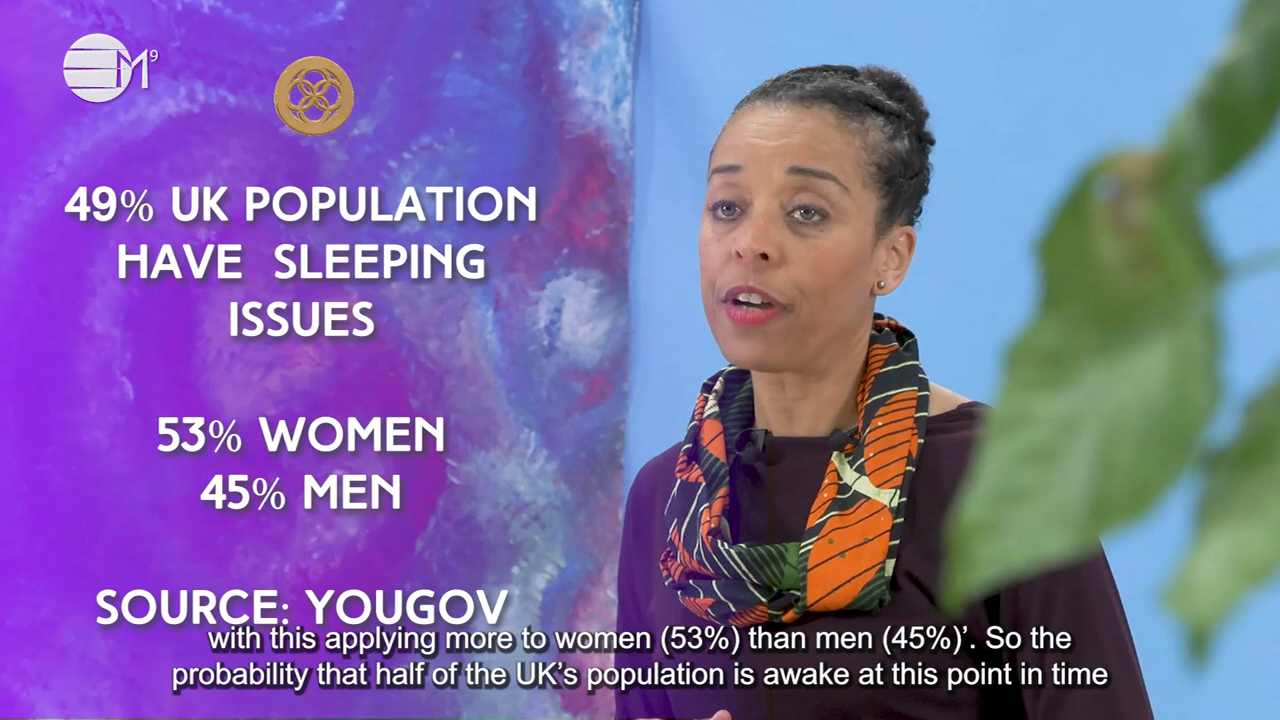 M9
49% UK POPULATION
HAVE SLEEPING
ISSUES
53% WOMEN
45% MEN
SOURCE: YOUGOV
with this applying more to women (53%) than men (45%)’. So the
probability that half of the UK’s population is awake at this point in time